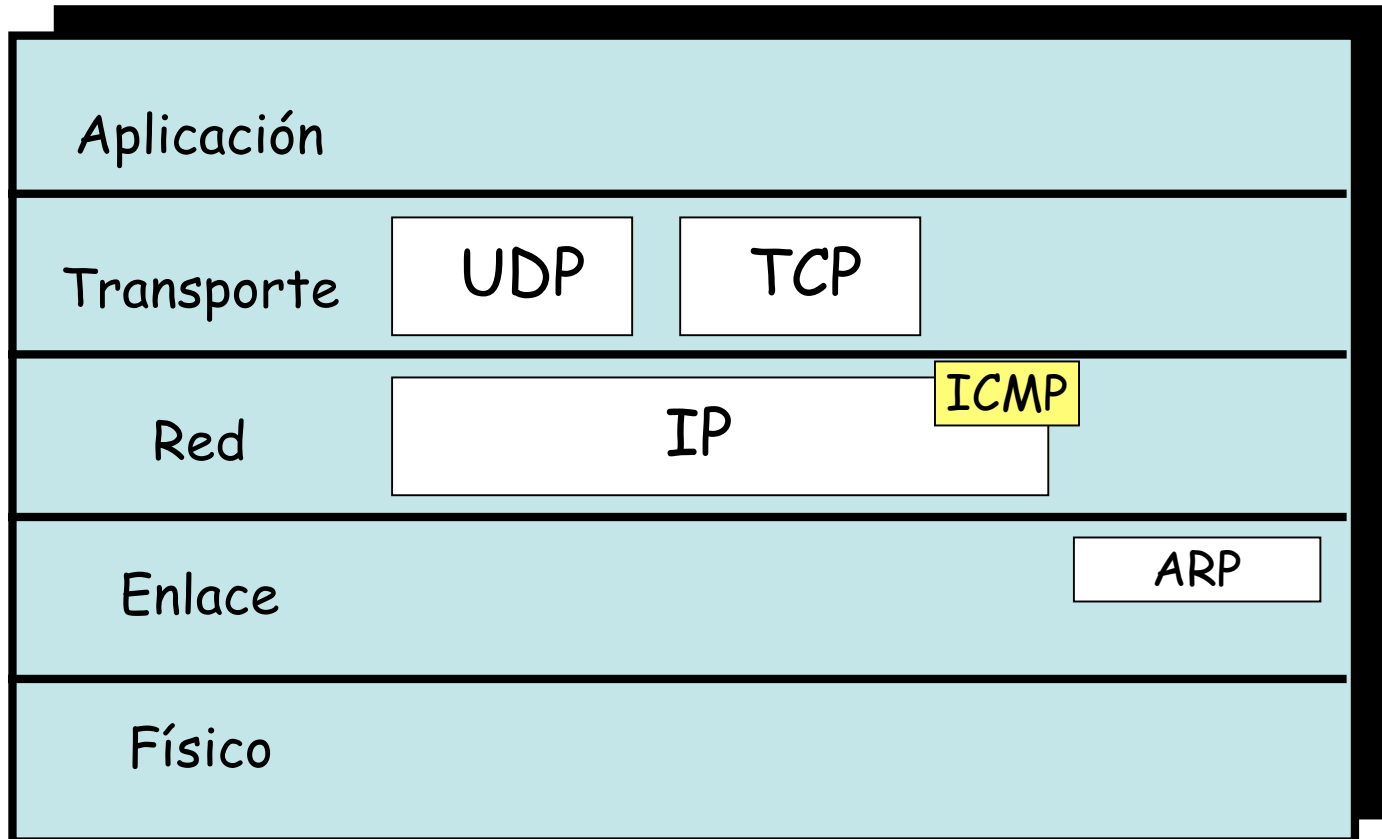 Aplicación
Transporte
UDP
TCP
Red
IP
ICMP
Enlace
ARP
Físico